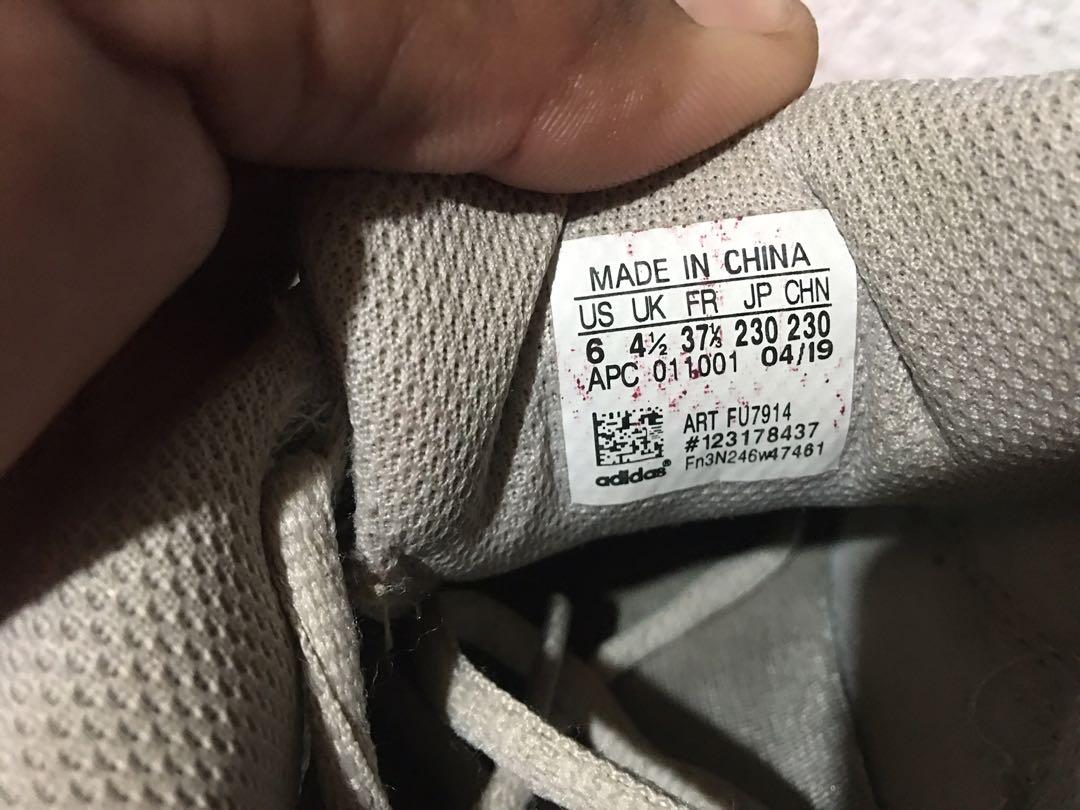 MADE IN CHINA
US UK FR JP CHN
6 4½ 37⅓ 230 230
APC 011001 04/19
ART FU7914
#123178437
Fn3N246w47461
adidas®